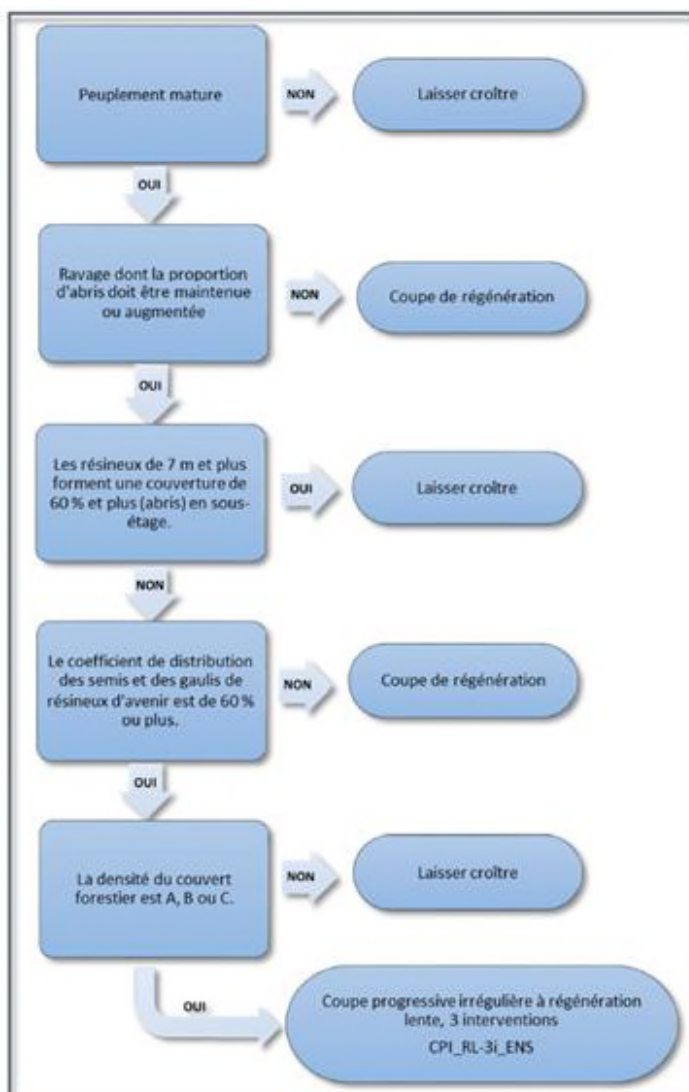 Peuplement mature
NON
Laisser croître
OUI
Ravage dont la proportion
d'abris doit être maintenue
ou augmentée
NON
Coupe de régénération
OUI
Les résineux de 7 m et plus
forment une couverture de
60 % et plus (abris) en sous-
étage.
OUI
Laisser croître
NON
Le coefficient de distribution
des semis et des gaulis de
résineux d'avenir est de 60 %
ou plus.
NON
Coupe de régénération
OUI
La densité du couvert
forestier est A, B ou C.
NON
Laisser croître
OUI
Coupe progressive irrégulière à régénération
lente, 3 interventions
CPI_RL-3i_ENS